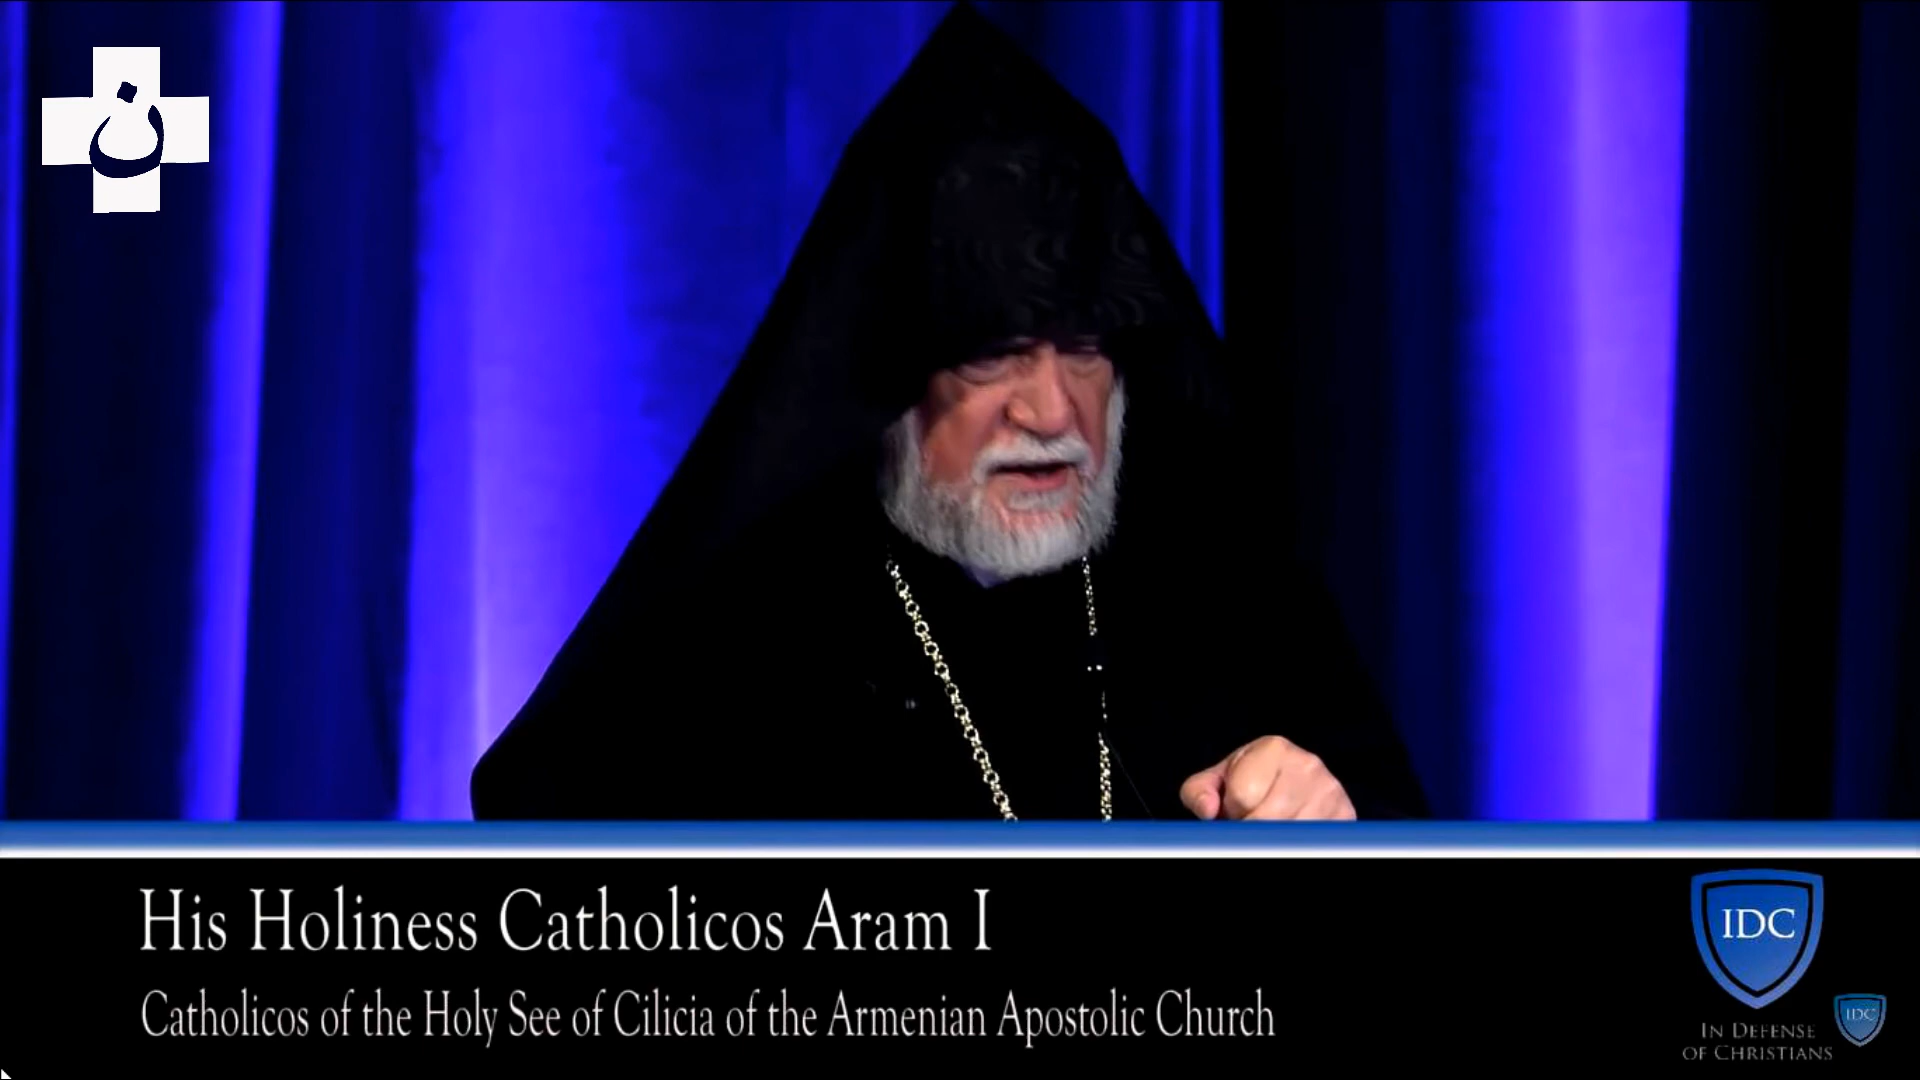 ن
His Holiness Catholicos Aram I
Catholicos of the Holy See of Cilicia of the Armenian Apostolic Church
IDC
IN DEFENSE
OF CHRISTIANS
IDC